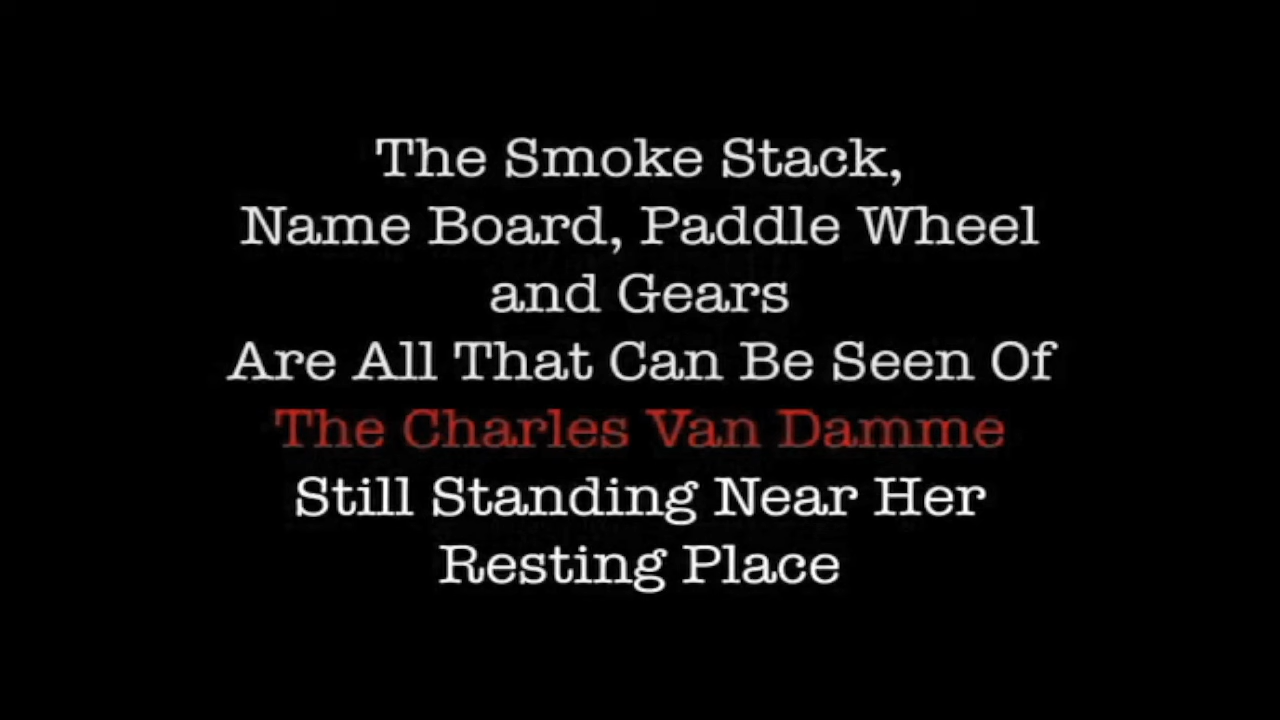 The Smoke Stack,
Name Board, Paddle Wheel
and Gears
Are All That Can Be Seen Of
The Charles Van Damme
Still Standing Near Her
Resting Place